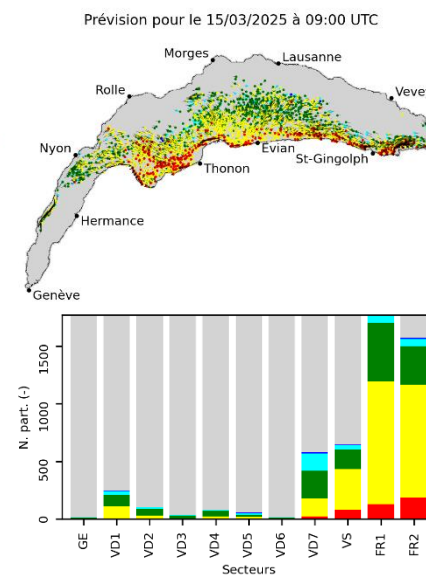 Prévision pour le 15/03/2025 à 09:00 UTC
Morges
Lausanne
Rolle
Vevey
Nyon
Evian
St-Gingolph
Thonon
Hermance
Genève
1500
1000
500
0
N. part. (-)
GE
VD1
VD2
VD3
VD4
VD5
VD6
VD7
VS
FR1
FR2
Secteurs